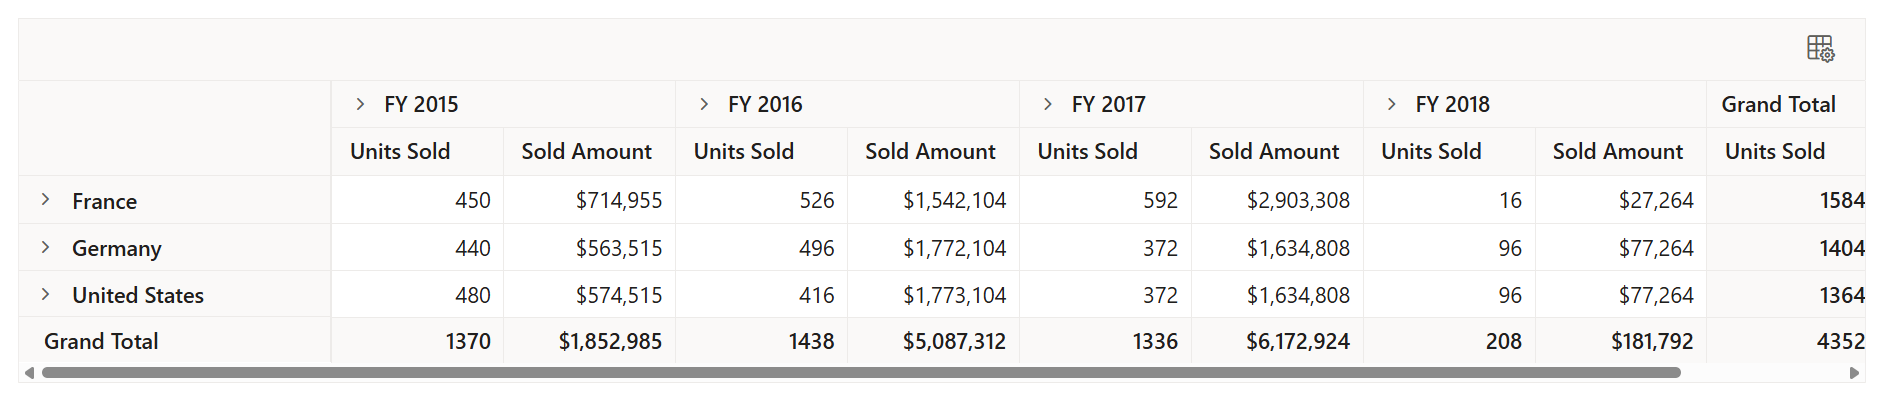 FY 2015 FY 2016 FY 2017 FY 2018 Grand Total
Units Sold Sold Amount Units Sold Sold Amount Units Sold Sold Amount Units Sold Sold Amount Units Sold
France 450 $714,955 526 $1,542,104 592 $2,903,308 16 $27,264 1584
Germany 440 $563,515 496 $1,772,104 372 $1,634,808 96 $77,264 1404
United States 480 $574,515 416 $1,773,104 372 $1,634,808 96 $77,264 1364
Grand Total 1370 $1,852,985 1438 $5,087,312 1336 $6,172,924 208 $181,792 4352